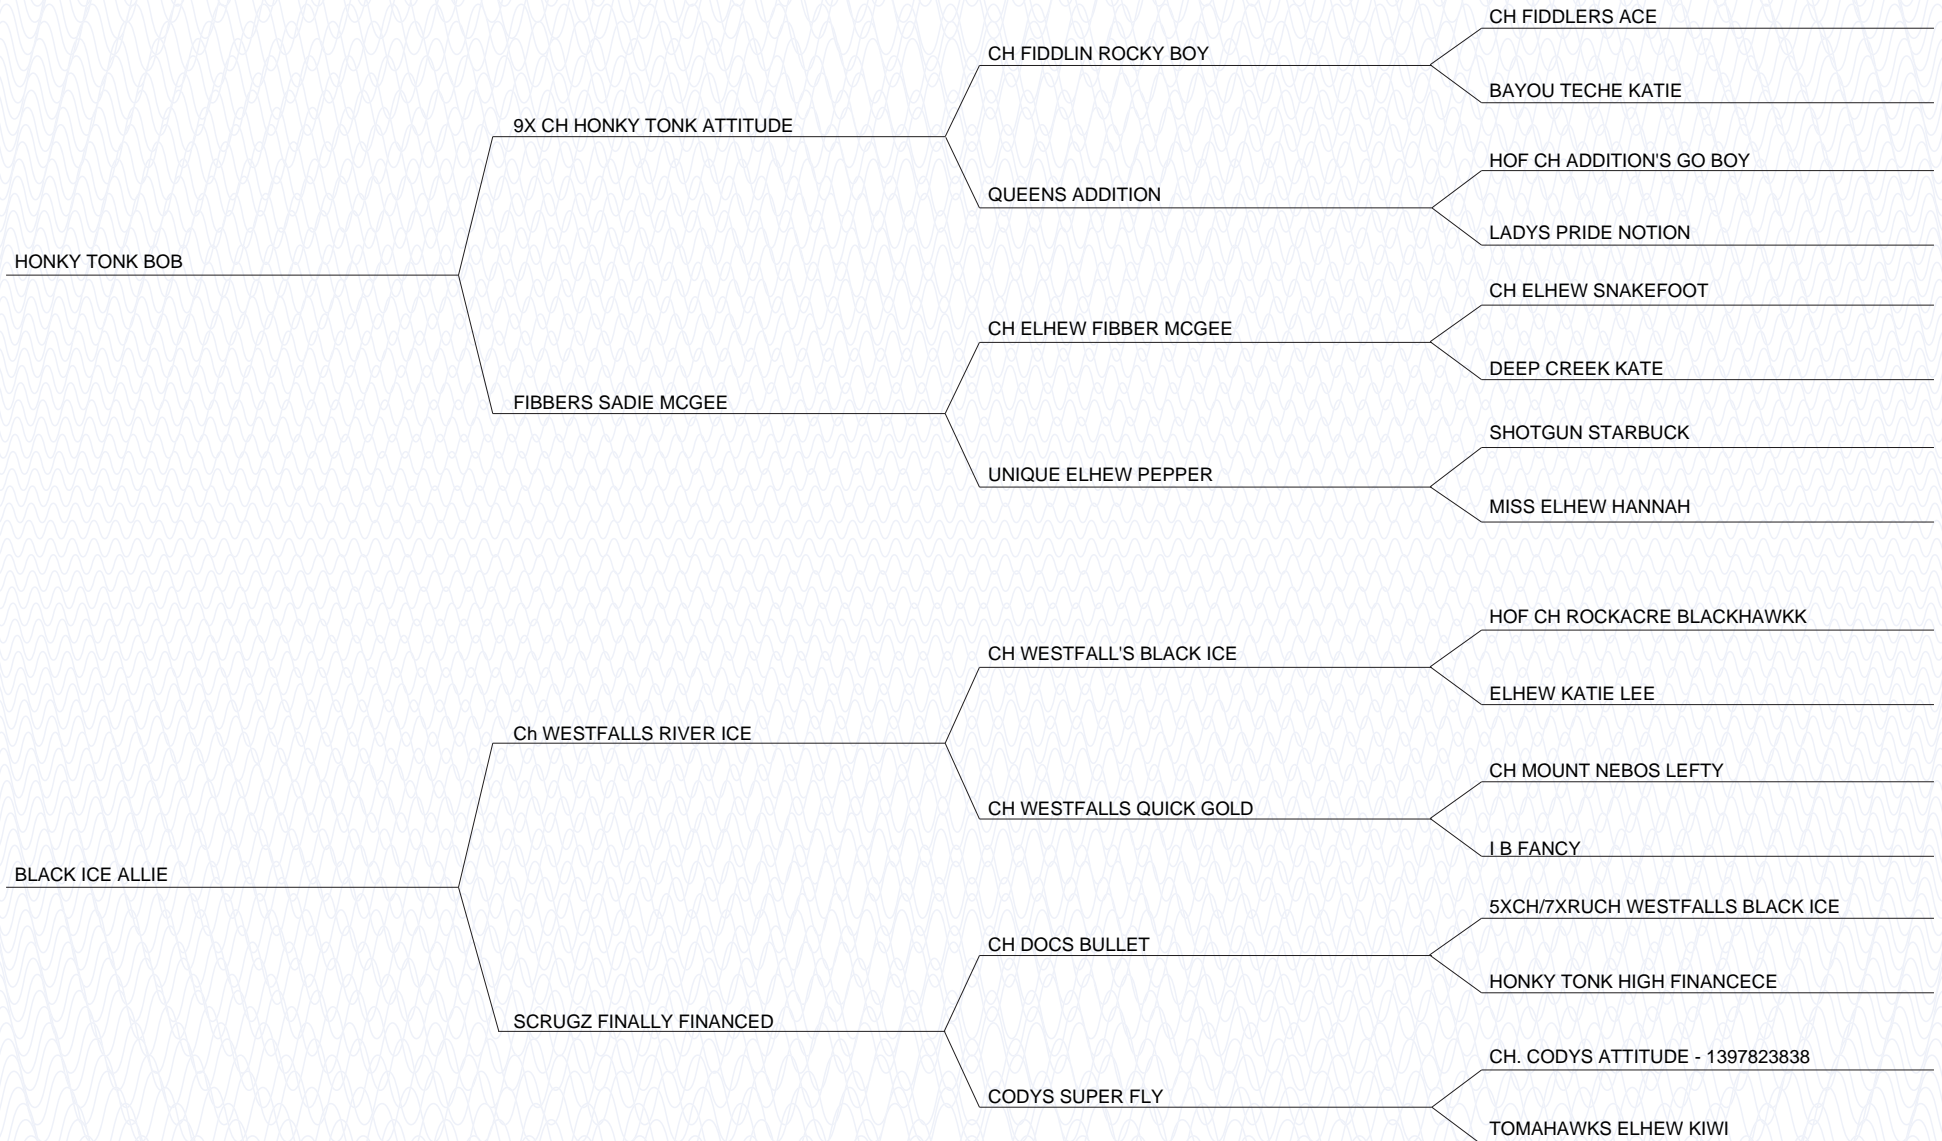 CH FIDDLERS ACE
CH FIDDLIN ROCKY BOY
BAYOU TECHE KATIE
9X CH HONKY TONK ATTITUDE
HOF CH ADDITION'S GO BOY
QUEENS ADDITION
LADYS PRIDE NOTION
HONKY TONK BOB
CH ELHEW SNAKEFOOT
CH ELHEW FIBBER MCGEE
DEEP CREEK KATE
FIBBERS SADIE MCGEE
SHOTGUN STARBUCK
UNIQUE ELHEW PEPPER
MISS ELHEW HANNAH
HOF CH ROCKACRE BLACKHAWKK
CH WESTFALL'S BLACK ICE
ELHEW KATIE LEE
Ch WESTFALLS RIVER ICE
CH MOUNT NEBOS LEFTY
CH WESTFALLS QUICK GOLD
I B FANCY
BLACK ICE ALLIE
5XCH/7XRUCH WESTFALLS BLACK ICE
CH DOCS BULLET
HONKY TONK HIGH FINANCECE
SCRUGZ FINALLY FINANCED
CH. CODYS ATTITUDE - 1397823838
CODYS SUPER FLY
TOMAHAWKS ELHEW KIWI